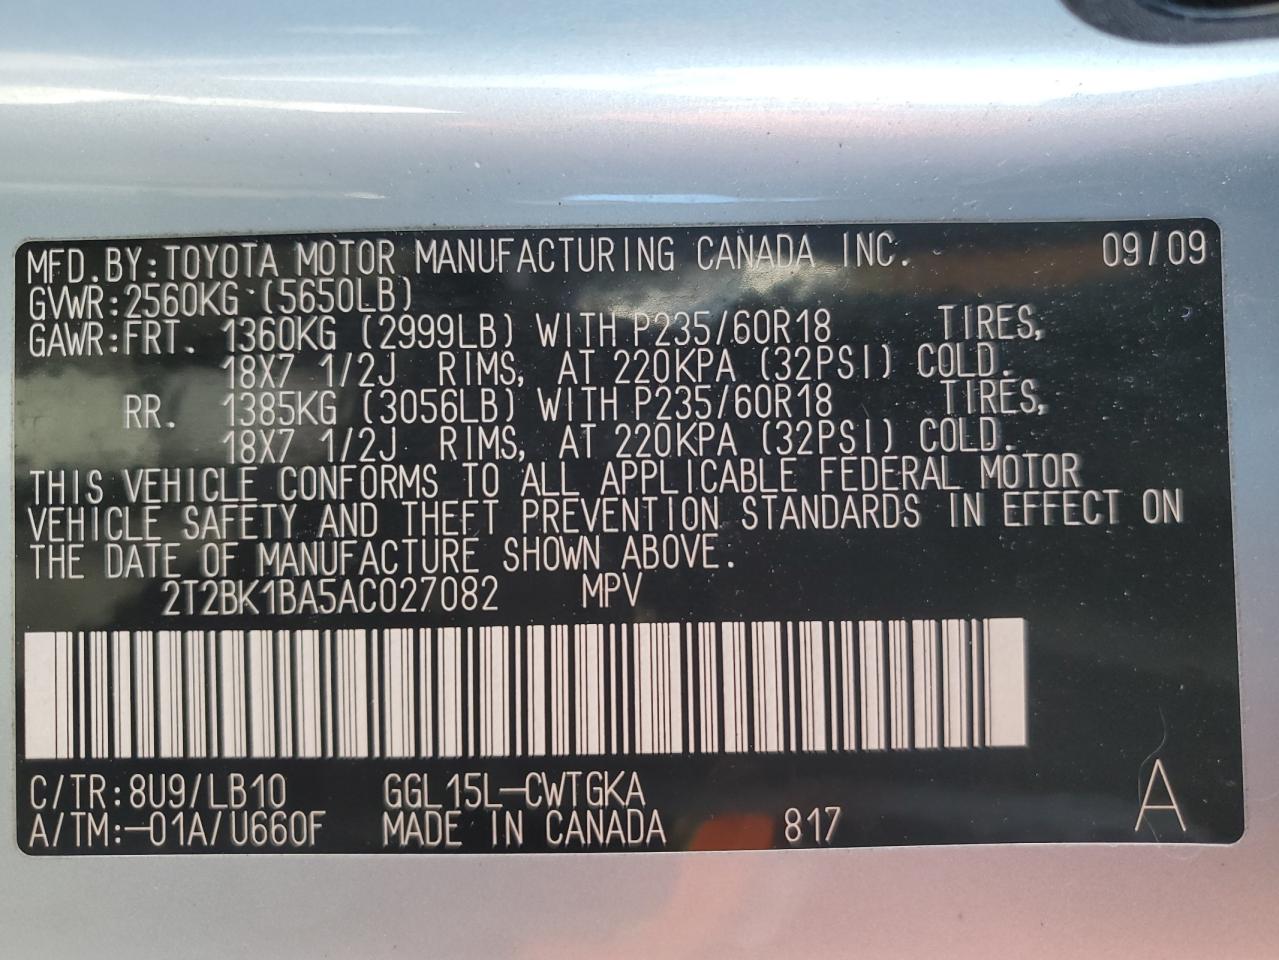 MFD.BY:TOYOTA MOTOR MANUFACTURING CANADA INC. 09/09
GVWR:2560KG (5650LB)
GAWR:FRT. 1360KG (2999LB) WITH P235/60R18 TIRES,
18X7 1/2J RIMS, AT 220KPA (32PSI) COLD.
RR. 1385KG (3056LB) WITH P235/60R18 TIRES,
18X7 1/2J RIMS, AT 220KPA (32PSI) COLD.
THIS VEHICLE CONFORMS TO ALL APPLICABLE FEDERAL MOTOR
VEHICLE SAFETY AND THEFT PREVENTION STANDARDS IN EFFECT ON
THE DATE OF MANUFACTURE SHOWN ABOVE.
2T2BK1BA5AC027082 MPV
C/TR:8U9/LB10 GGL15L-CWTGKA
A/TM:-01A/U660F MADE IN CANADA 817 A